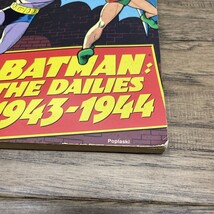 BATMAN:
THE DAILIES
1943-1944
Poplaski